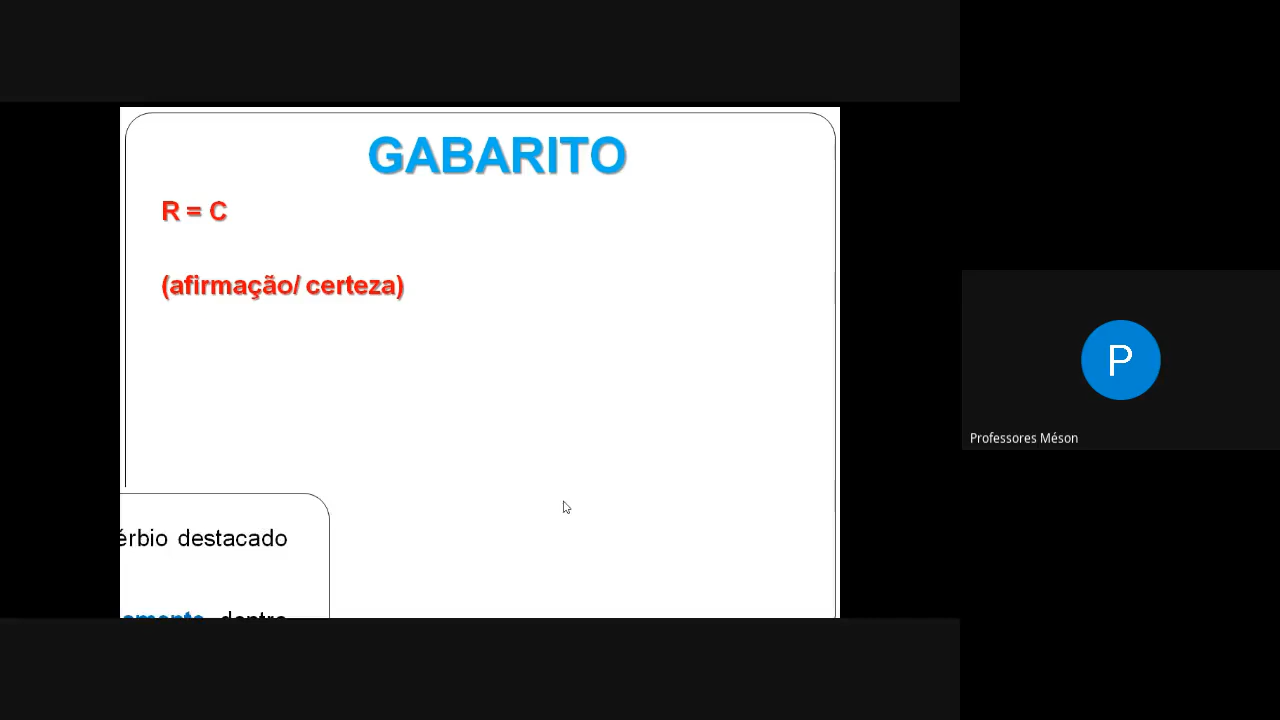 GABARITO
R = C
(afirmação/ certeza)
érbio destacado
P
Professores Méson